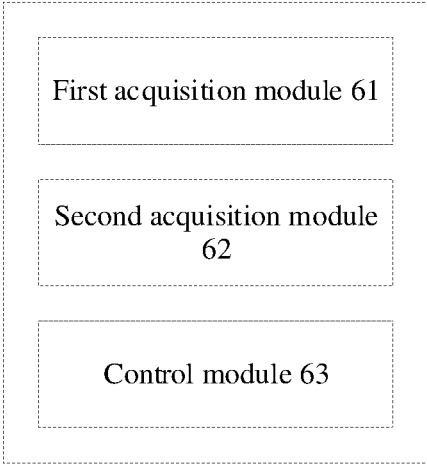 First acquisition module 61
Second acquisition module
62
Control module 63